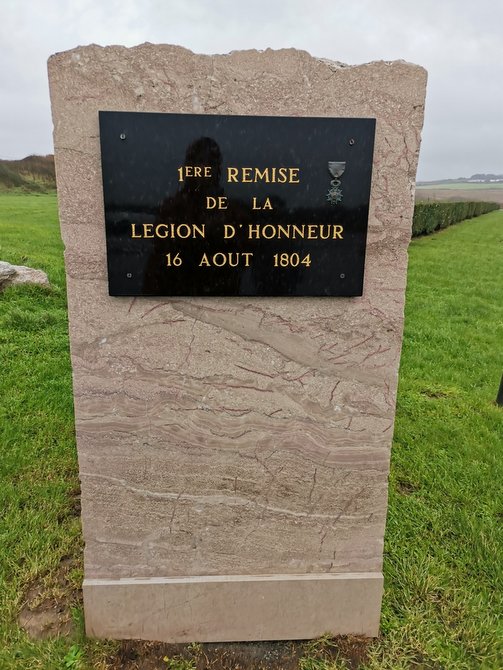 1ERE REMISE
DE LA
LEGION D'HONNEUR
16 AOUT 1804